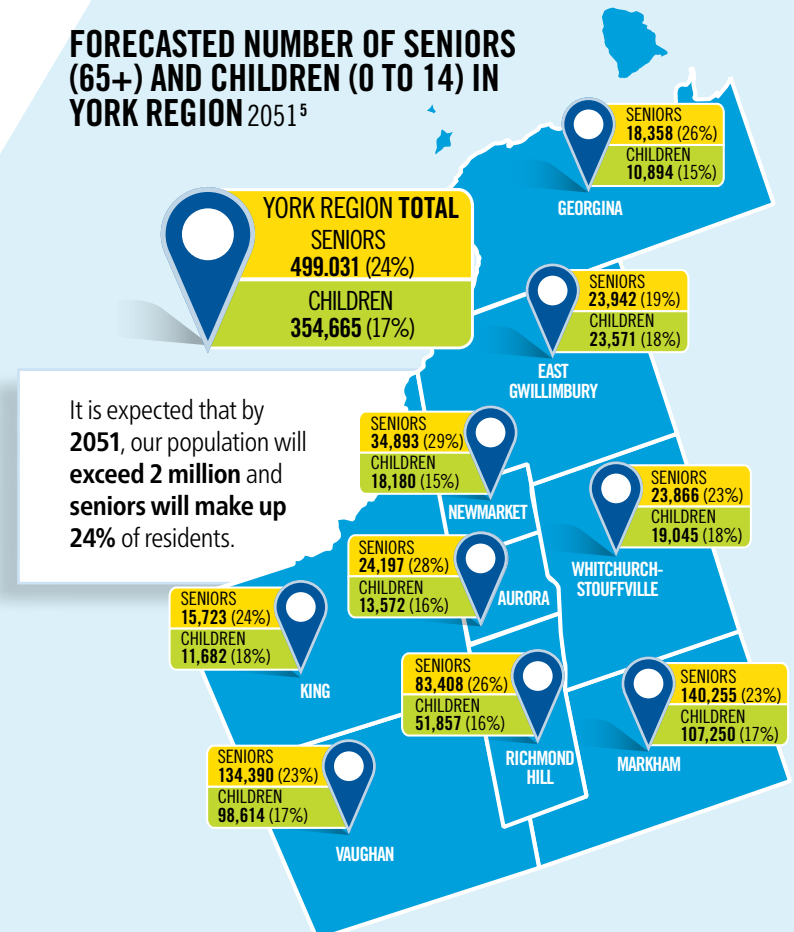 FORECASTED NUMBER OF SENIORS
(65+) AND CHILDREN (0 TO 14) IN
YORK REGION 2051⁵
SENIORS
18,358 (26%)
CHILDREN
10,894 (15%)
GEORGINA
YORK REGION TOTAL
SENIORS
499.031 (24%)
CHILDREN
354,665 (17%)
SENIORS
23,942 (19%)
CHILDREN
23,571 (18%)
EAST
GWILLIMBURY
It is expected that by
2051, our population will
exceed 2 million and
seniors will make up
24% of residents.
SENIORS
34,893 (29%)
CHILDREN
18,180 (15%)
NEWMARKET
SENIORS
23,866 (23%)
CHILDREN
19,045 (18%)
WHITCHURCH-
STOUFFVILLE
SENIORS
24,197 (28%)
CHILDREN
13,572 (16%)
AURORA
SENIORS
15,723 (24%)
CHILDREN
11,682 (18%)
KING
SENIORS
83,408 (26%)
CHILDREN
51,857 (16%)
RICHMOND
HILL
SENIORS
140,255 (23%)
CHILDREN
107,250 (17%)
MARKHAM
SENIORS
134,390 (23%)
CHILDREN
98,614 (17%)
VAUGHAN